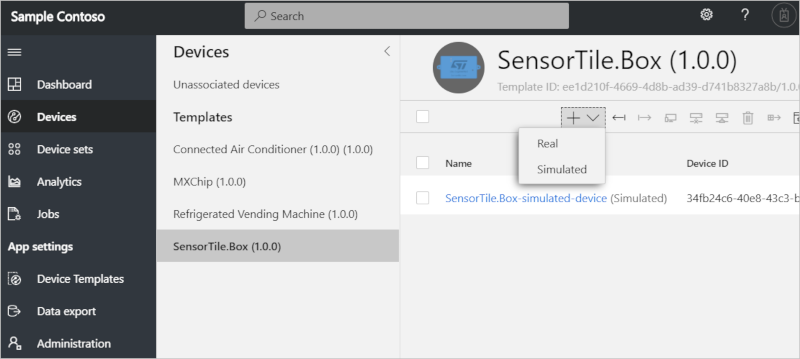 Sample Contoso
Search
?
Dashboard
Devices
Device sets
Analytics
Jobs
App settings
Device Templates
Data export
Administration
Devices
Unassociated devices
Templates
Connected Air Conditioner (1.0.0) (1.0.0)
MXChip (1.0.0)
Refrigerated Vending Machine (1.0.0)
SensorTile.Box (1.0.0)
ST
SensorTile.Box (1.0.0)
Template ID: ee1d210f-4669-4d8b-ad39-d741b8327a8b/1.0.0
Real
Simulated
Name
Device ID
SensorTile.Box-simulated-device (Simulated)
34fb24c6-40e8-43c3-b